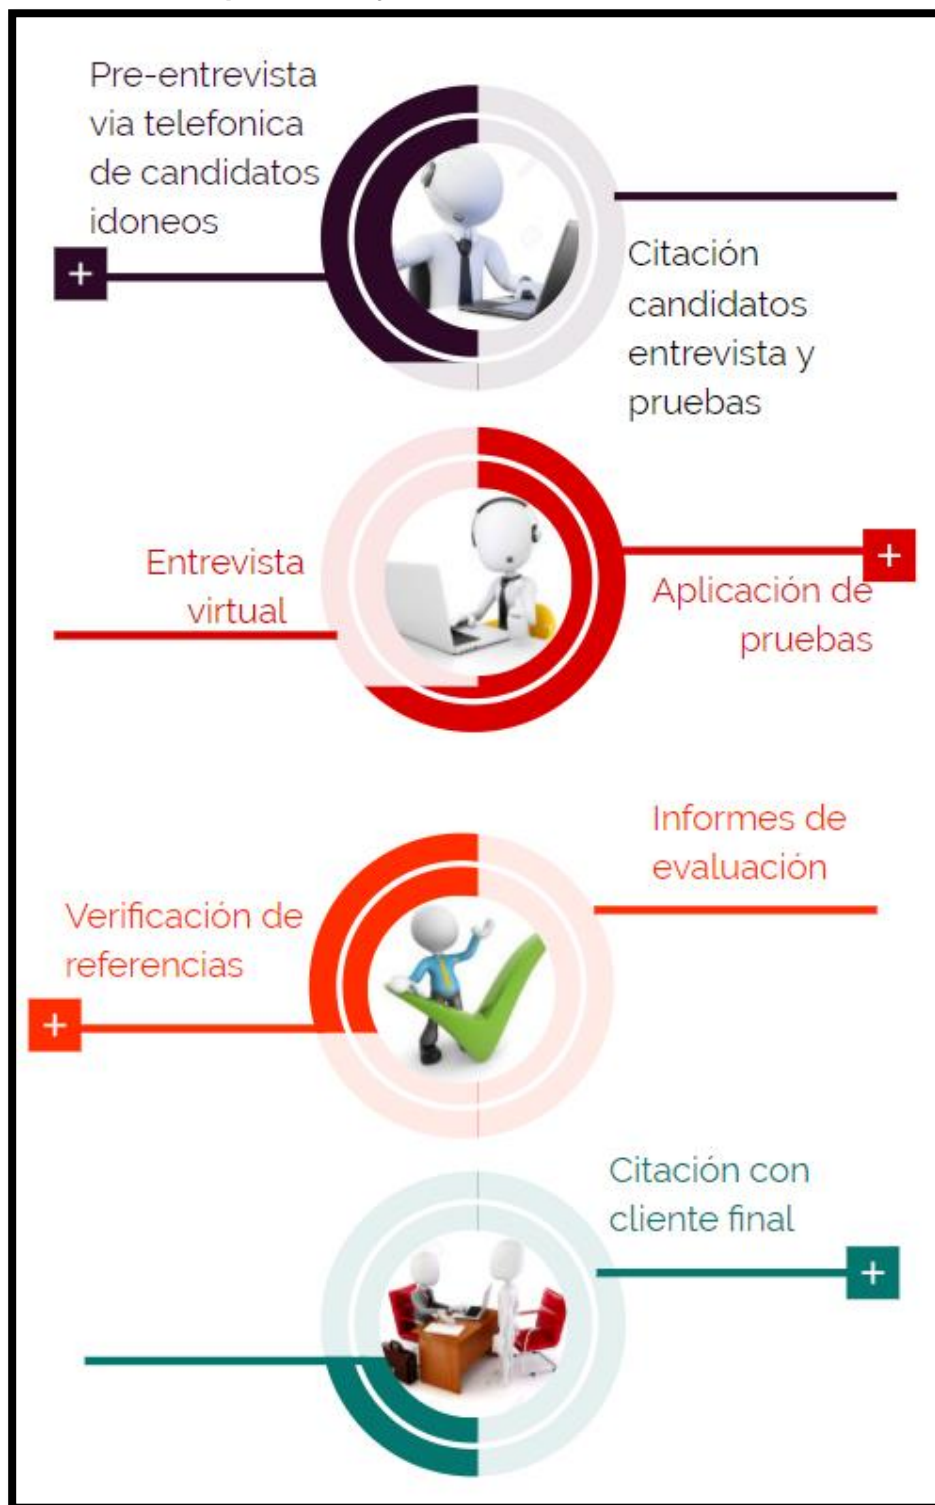 Pre-entrevista
via telefonica
de candidatos
idoneos
+
Citación
candidatos
entrevista y
pruebas
Entrevista
virtual
+
Aplicación de
pruebas
Informes de
evaluación
Verificación de
referencias
+
Citación con
cliente final
+